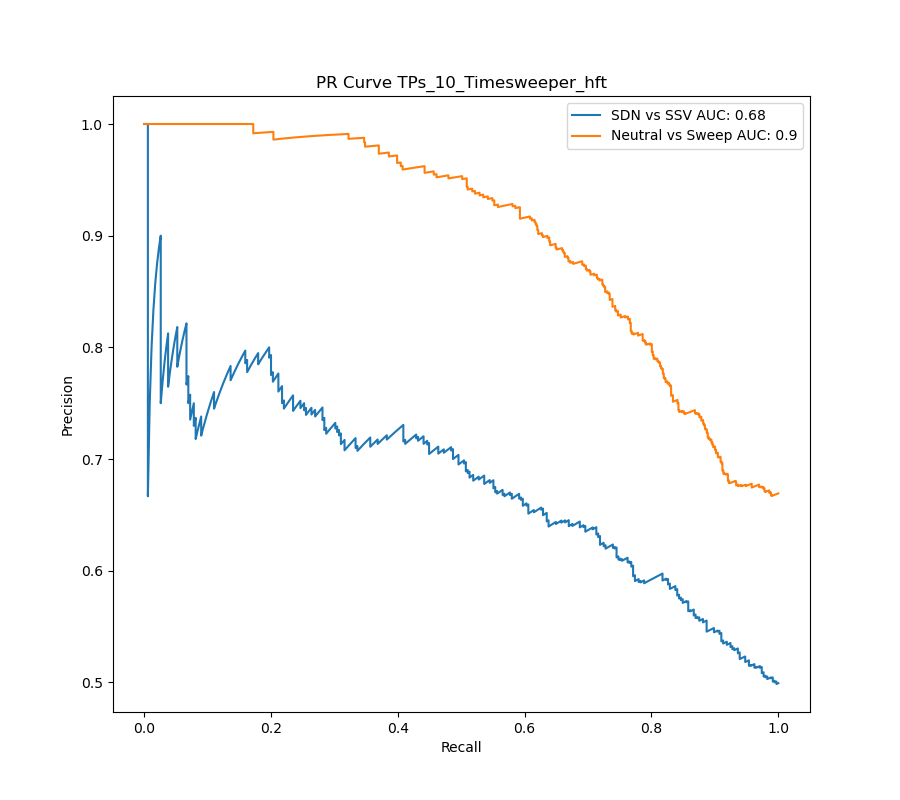 PR Curve TPs_10_Timesweeper_hft
SDN vs SSV AUC: 0.68
Neutral vs Sweep AUC: 0.9
1.0
0.9
0.8
0.7
0.6
0.5
Precision
0.0 0.2 0.4 0.6 0.8 1.0
Recall